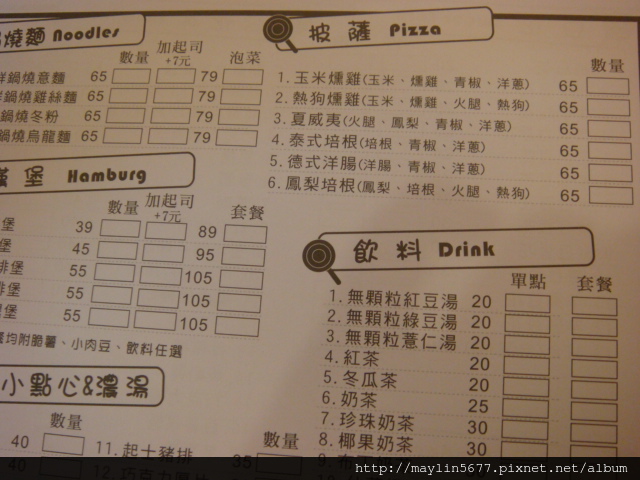 鍋燒麵 Noodles
數量 加起司+7元 泡菜
鮮鍋燒意麵 65 79
鮮鍋燒雞絲麵 65 79
鍋燒冬粉 65 79
鍋燒烏龍麵 65 79
堡 Hamburg
數量 加起司+7元 套餐
堡 39 89
堡 45 95
排堡 55 105
堡 55 105
堡 55 105
均附脆薯、小肉豆、飲料任選
小點心&濃湯
數量
40
40
11.起士豬排 35
數量
披薩 Pizza
數量
1.玉米燻雞(玉米、燻雞、青椒、洋蔥) 65
2.熱狗燻雞(玉米、燻雞、火腿、熱狗) 65
3.夏威夷(火腿、鳳梨、青椒、洋蔥) 65
4.泰式培根(培根、青椒、洋蔥) 65
5.德式洋腸(洋腸、青椒、洋蔥) 65
6.鳳梨培根(鳳梨、培根、火腿、熱狗) 65
飲料 Drink
單點 套餐
1.無顆粒紅豆湯 20
2.無顆粒綠豆湯 20
3.無顆粒薏仁湯 20
4.紅茶 20
5.冬瓜茶 20
6.奶茶 25
7.珍珠奶茶 30
8.椰果奶茶 30
http://maylin5677.pixnet.net/album